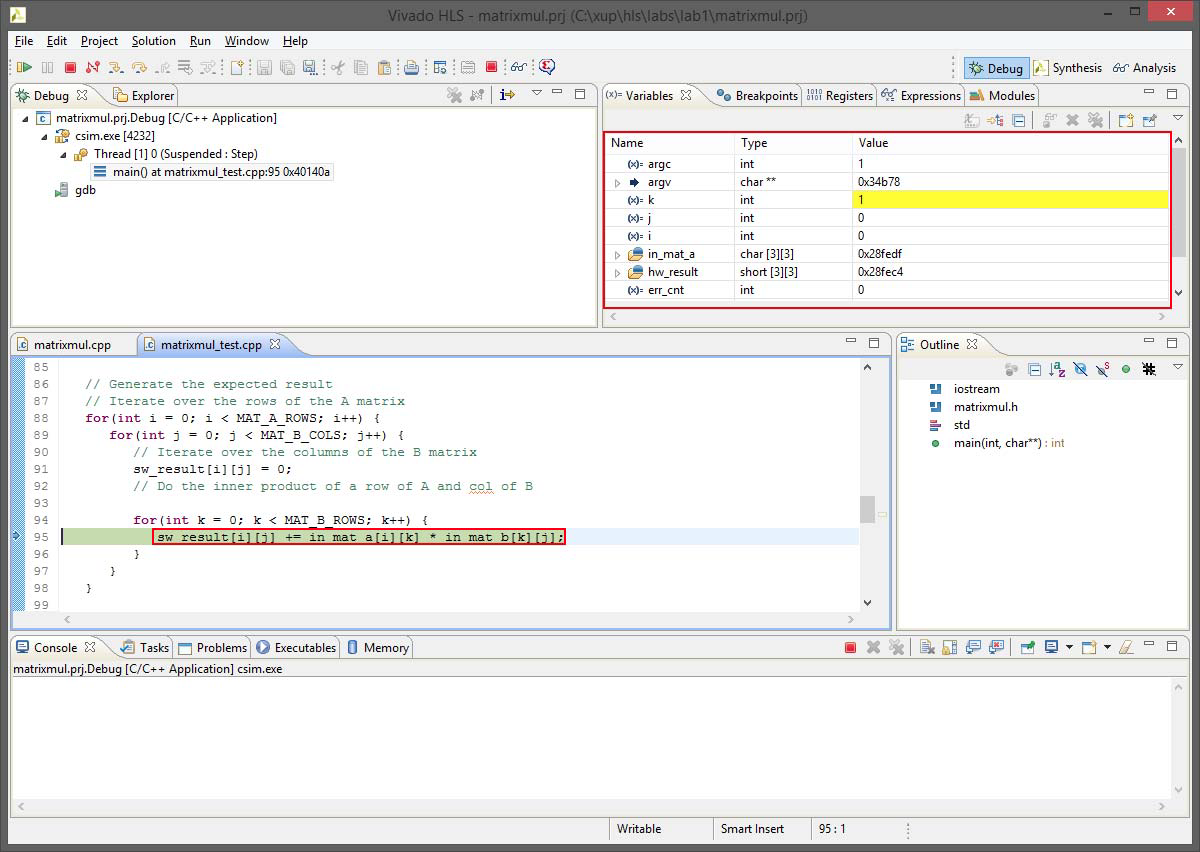 Vivado HLS - matrixmul.prj (C:\xup\hls\labs\lab1\matrixmul.prj)
File Edit Project Solution Run Window Help
Debug Synthesis Analysis
Debug Explorer
matrixmul.prj.Debug [C/C++ Application]
csim.exe [4232]
Thread [1] 0 (Suspended : Step)
main() at matrixmul_test.cpp:95 0x40140a
gdb
(x)= Variables Breakpoints 1010 0101 Registers Expressions Modules
Name Type Value
(x)= argc int 1
argv char ** 0x34b78
(x)= k int 1
(x)= j int 0
(x)= i int 0
in_mat_a char [3][3] 0x28fedf
hw_result short [3][3] 0x28fec4
(x)= err_cnt int 0
matrixmul.cpp matrixmul_test.cpp
85
86 // Generate the expected result
87 // Iterate over the rows of the A matrix
88 for(int i = 0; i < MAT_A_ROWS; i++) {
89 for(int j = 0; j < MAT_B_COLS; j++) {
90 // Iterate over the columns of the B matrix
91 sw_result[i][j] = 0;
92 // Do the inner product of a row of A and col of B
93
94 for(int k = 0; k < MAT_B_ROWS; k++) {
95 sw_result[i][j] += in_mat_a[i][k] * in_mat_b[k][j];
96 }
97 }
98 }
99
Outline
iostream
matrixmul.h
std
main(int, char**) : int
Console Tasks Problems Executables Memory
matrixmul.prj.Debug [C/C++ Application] csim.exe
Writable Smart Insert 95 : 1